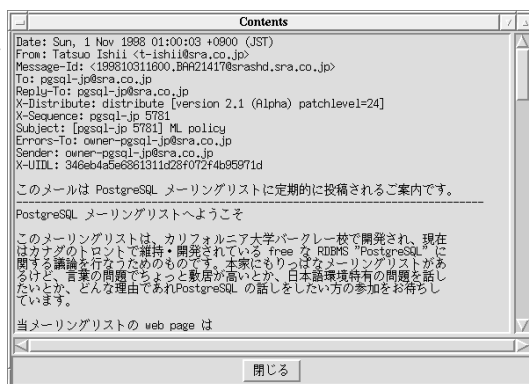 Contents
Date: Sun, 1 Nov 1998 01:00:03 +0900 (JST)
From: Tatsuo Ishii <t-ishii@sra.co.jp>
Message-Id: <199810311600.BAA21417@srashd.sra.co.jp>
To: pgsql-jp@sra.co.jp
Reply-To: pgsql-jp@sra.co.jp
X-Distribute: distribute [version 2.1 (Alpha) patchlevel=24]
X-Sequence: pgsql-jp 5781
Subject: [pgsql-jp 5781] ML policy
Errors-To: owner-pgsql-jp@sra.co.jp
Sender: owner-pgsql-jp@sra.co.jp
X-UIDL: 346eb4a5e6861311d28f072f4b95971d
このメールは PostgreSQL メーリングリストに定期的に投稿されるご案内です。
PostgreSQL メーリングリストへようこそ
このメーリングリストは、カリフォルニア大学バークレー校で開発され、現在
はカナダのトロントで維持・開発されている free な RDBMS "PostgreSQL" に
関する議論を行なうためのものです。本家にもりっぱなメーリングリストがあ
るけど、言葉の問題でちょっと敷居が高いとか、日本語環境特有の問題を話し
たいとか、どんな理由であれPostgreSQL の話しをしたい方の参加をお待ちし
ています。
当メーリングリストの web page は
閉じる